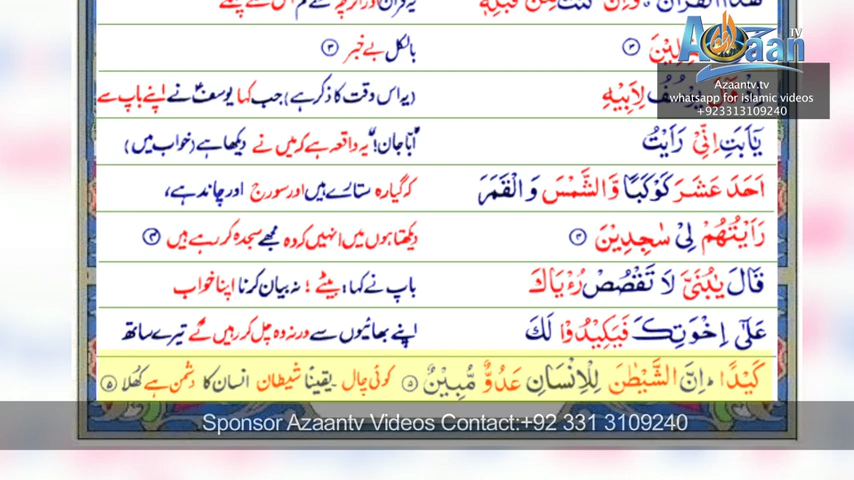 هٰذَا الْقُرْاٰنَ وَاِنْ كُنْتَ مِنْ قَبْلِهٖ
بالکل بے خبر ③
یُوْسُفُ لِاَبِیْهِ (یہ اس وقت کا ذکر ہے) جب کہا یوسفؑ نے اپنے باپ سے
یٰۤاَبَتِ اِنِّیْ رَاَیْتُ "ابّا جان! یہ واقعہ ہے کہ میں نے دیکھا ہے (خواب میں)
اَحَدَ عَشَرَ كَوْكَبًا وَّالشَّمْسَ وَالْقَمَرَ کہ گیارہ ستارے ہیں اور سورج اور چاند ہے،
رَاَیْتُهُمْ لِیْ سٰجِدِیْنَ ④ دیکھتا ہوں میں انہیں کہ وہ مجھے سجدہ کر رہے ہیں ④
قَالَ یٰبُنَیَّ لَا تَقْصُصْ رُءْیَاكَ باپ نے کہا: بیٹے! نہ بیان کرنا اپنا خواب
عَلٰۤی اِخْوَتِكَ فَیَكِیْدُوْا لَكَ اپنے بھائیوں سے ورنہ وہ چل کر رہیں گے تیرے ساتھ
كَیْدًا ؕ اِنَّ الشَّیْطٰنَ لِلْاِنْسَانِ عَدُوٌّ مُّبِیْنٌ ⑤ کوئی چال۔ یقیناً شیطان انسان کا دشمن ہے کھلا ⑤
Azaan TV
Azaantv.tv
whatsapp for islamic videos
+923313109240
Sponsor Azaantv Videos Contact:+92 331 3109240